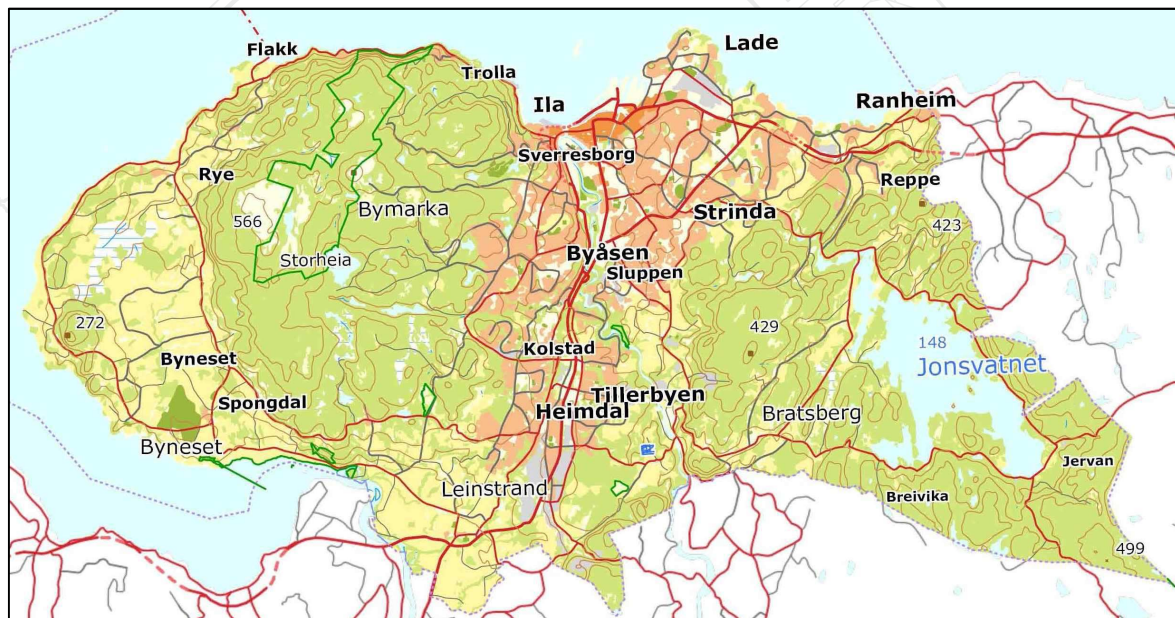 Lade
Flakk
Trolla
Ila
Ranheim
Sverresborg
Rye
Reppe
Bymarka
Strinda
566
423
Byåsen
Storheia
Sluppen
272
429
148
Kolstad
Byneset
Jonsvatnet
Tillerbyen
Spongdal
Heimdal
Bratsberg
Byneset
Jervan
Leinstrand
Breivika
499